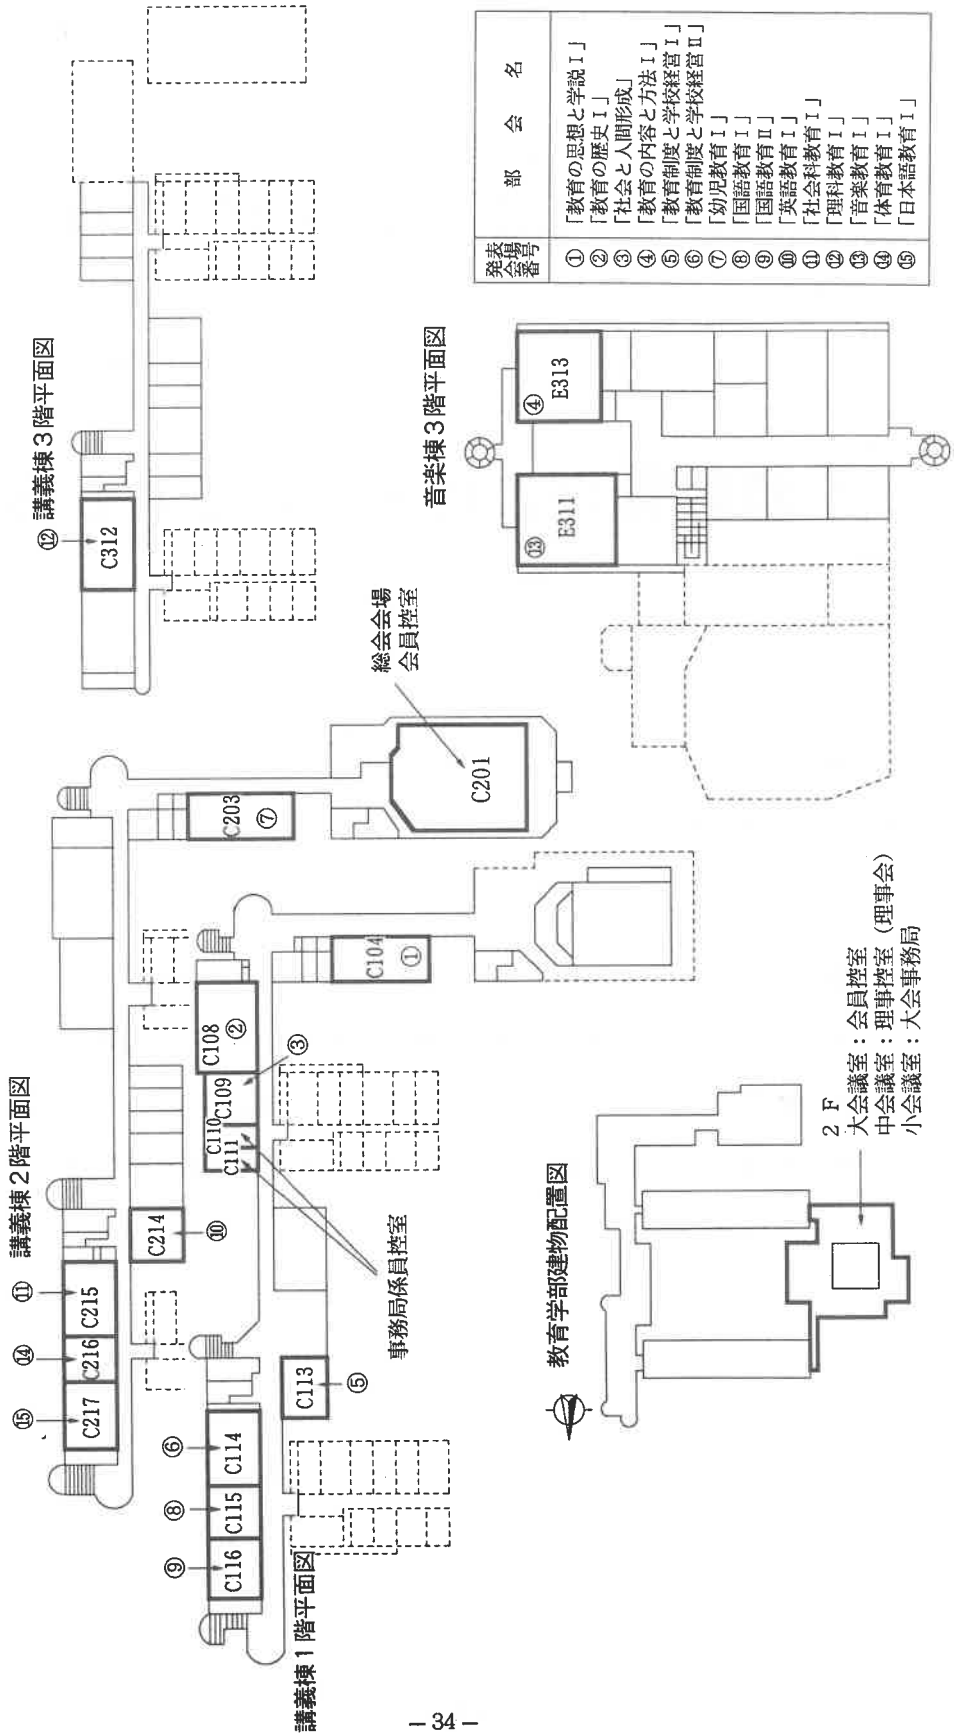 講義棟3階平面図
⑫
C312
講義棟2階平面図
⑮
⑭
⑪
C217
C216
C215
C214
⑩
C203
⑦
C201
総会会場
会員控室
講義棟1階平面図
⑨
⑧
⑥
C116
C115
C114
C113
⑤
C111
C110
C109
③
C108
②
C104
①
事務局係員控室
音楽棟3階平面図
⑬
E311
④
E313
教育学部建物配置図
2F
大会議室:会員控室
中会議室:理事控室(理事会)
小会議室:大会事務局
発表会場番号 部会名
① 「教育の思想と学説Ⅰ」
② 「教育の歴史Ⅰ」
③ 「社会と人間形成」
④ 「教育の内容と方法Ⅰ」
⑤ 「教育制度と学校経営Ⅰ」
⑥ 「教育制度と学校経営Ⅱ」
⑦ 「幼児教育Ⅰ」
⑧ 「国語教育Ⅰ」
⑨ 「国語教育Ⅱ」
⑩ 「英語教育Ⅰ」
⑪ 「社会科教育Ⅰ」
⑫ 「理科教育Ⅰ」
⑬ 「音楽教育Ⅰ」
⑭ 「体育教育Ⅰ」
⑮ 「日本語教育Ⅰ」
− 34 −